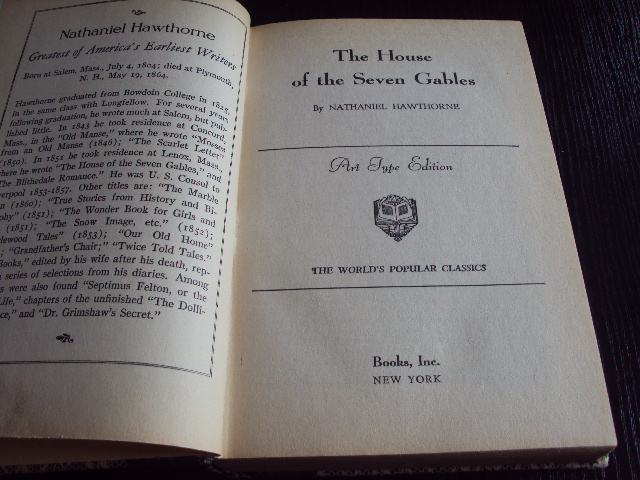 Nathaniel Hawthorne
Greatest of America's Earliest Writers
Born at Salem, Mass., July 4, 1804; died at Plymouth,
N. H., May 19, 1864.
Hawthorne graduated from Bowdoin College in 1825,
in the same class with Longfellow. For several years
following graduation, he wrote much at Salem, but pub-
lished little. In 1843 he took residence at Concord,
Mass., in the "Old Manse," where he wrote "Mosses
from an Old Manse (1846); "The Scarlet Letter"
(1850). In 1851 he took residence at Lenox, Mass.,
where he wrote "The House of the Seven Gables," and
The Blithedale Romance." He was U. S. Consul to
verpool 1853-1857. Other titles are: "The Marble
n (1860); "True Stories from History and Bi-
phy" (1851); "The Wonder Book for Girls and
(1851); "The Snow Image, etc." (1852);
lewood Tales" (1853); "Our Old Home"
; "Grandfather's Chair;" "Twice Told Tales."
Books," edited by his wife after his death, rep-
series of selections from his diaries. Among
s were also found "Septimus Felton, or the
Life," chapters of the unfinished "The Dolli-
ce," and "Dr. Grimshaw's Secret."
The House
of the Seven Gables
By NATHANIEL HAWTHORNE
Art Type Edition
THE WORLD'S POPULAR CLASSICS
Books, Inc.
NEW YORK